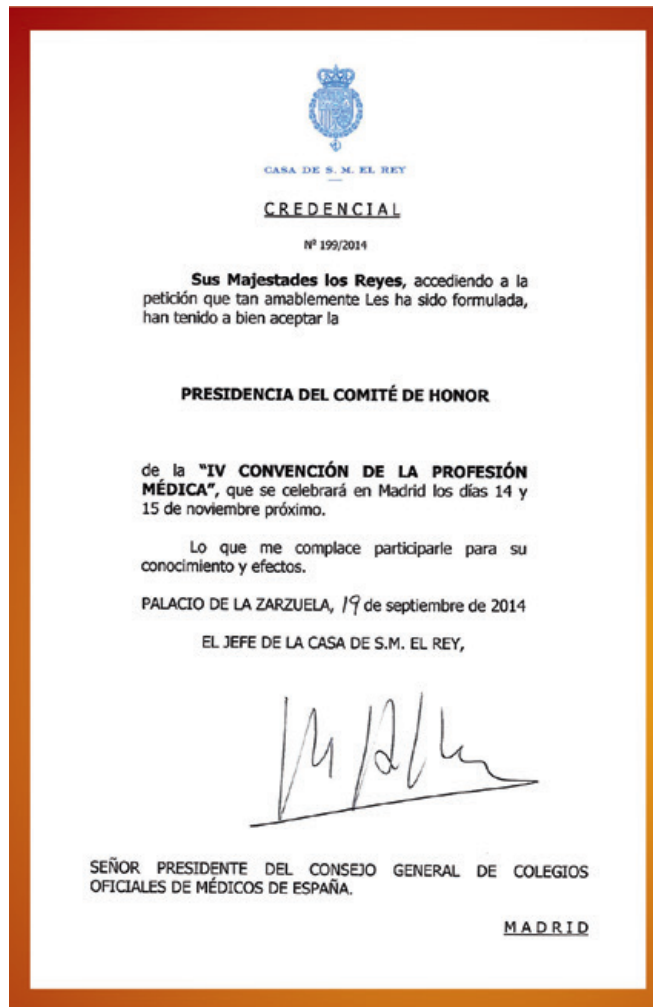 CASA DE S. M. EL REY
CREDENCIAL
Nº 199/2014
Sus Majestades los Reyes, accediendo a la
petición que tan amablemente Les ha sido formulada,
han tenido a bien aceptar la
PRESIDENCIA DEL COMITÉ DE HONOR
de la "IV CONVENCIÓN DE LA PROFESIÓN
MÉDICA", que se celebrará en Madrid los días 14 y
15 de noviembre próximo.
Lo que me complace participarle para su
conocimiento y efectos.
PALACIO DE LA ZARZUELA, 19 de septiembre de 2014
EL JEFE DE LA CASA DE S.M. EL REY,
SEÑOR PRESIDENTE DEL CONSEJO GENERAL DE COLEGIOS
OFICIALES DE MÉDICOS DE ESPAÑA.
MADRID